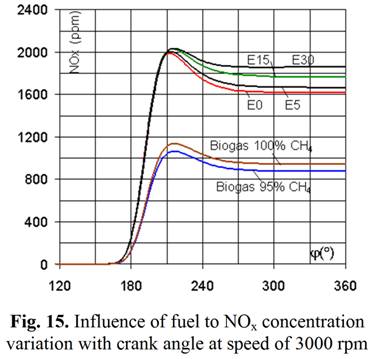 2400
2000
1600
1200
800
400
0
NOx (ppm)
E15 E30
E0 E5
Biogas 100% CH4
Biogas 95% CH4
φ(°)
120 180 240 300 360
Fig. 15. Influence of fuel to NOx concentration
variation with crank angle at speed of 3000 rpm